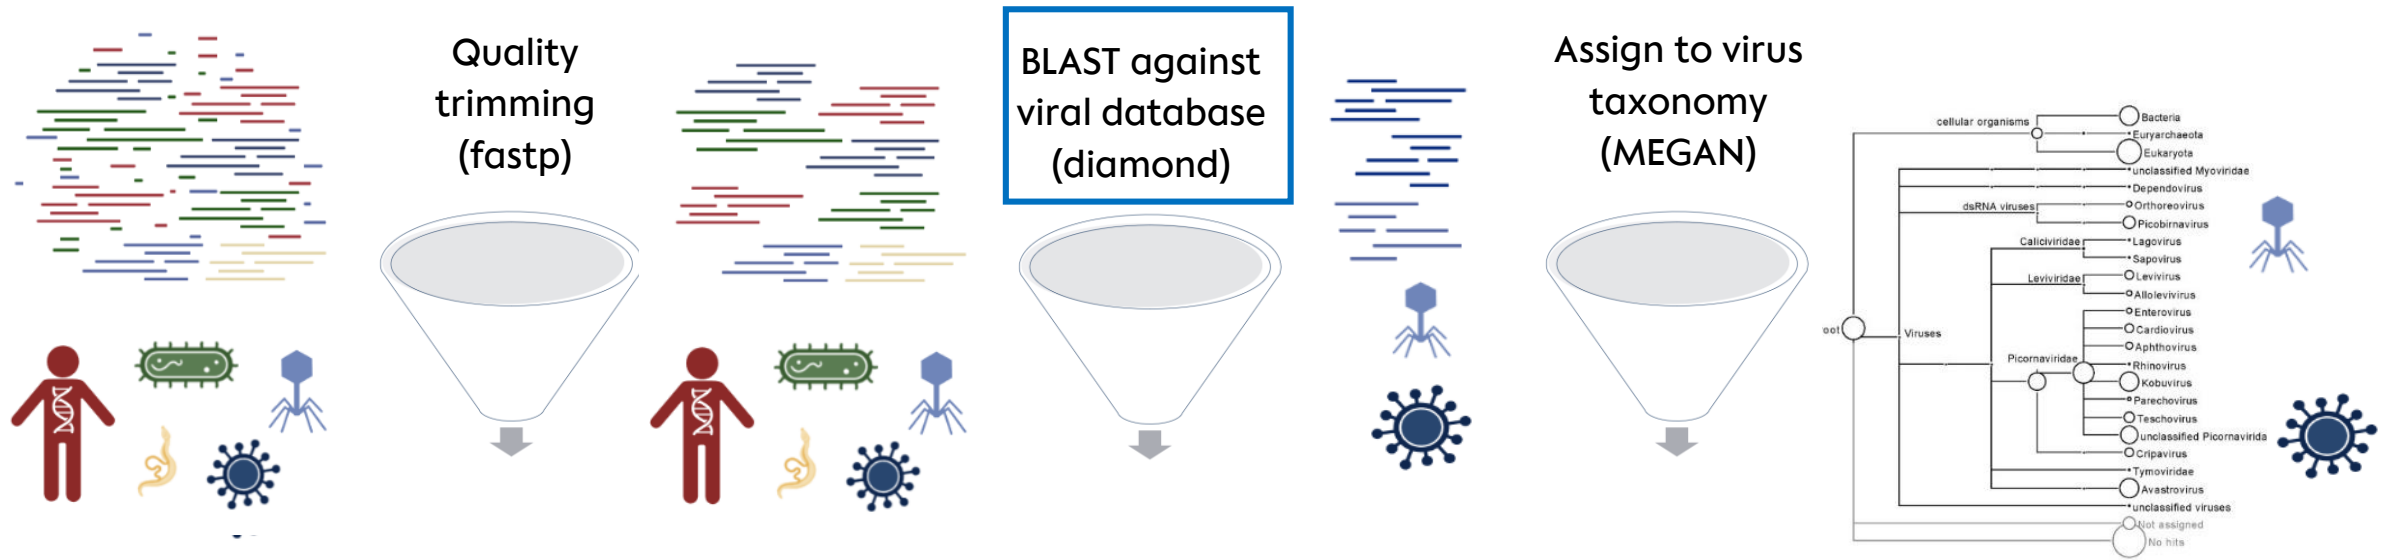 Quality
trimming
(fastp)
BLAST against
viral database
(diamond)
Assign to virus
taxonomy
(MEGAN)
oot
cellular organisms
Bacteria
Euryarchaeota
Eukaryota
Viruses
unclassified Myoviridae
Dependovirus
dsRNA viruses
Orthoreovirus
Picobirnavirus
Caliciviridae
Lagovirus
Sapovirus
Leviviridae
Levivirus
Allolevivirus
Picornaviridae
Enterovirus
Cardiovirus
Aphthovirus
Rhinovirus
Kobuvirus
Parechovirus
Teschovirus
unclassified Picornavirida
Cripavirus
Tymoviridae
Avastrovirus
unclassified viruses
Not assigned
No hits